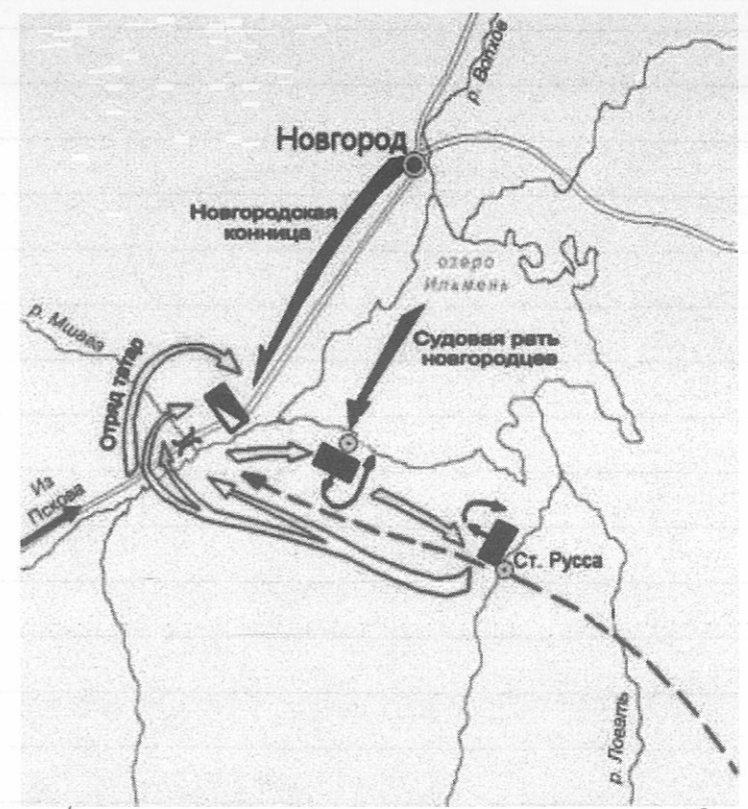 р. Волхов
Новгород
Новгородская
конница
озеро
Ильмень
р. Мшага
Судовая рать
новгородцев
Отряд татар
Из
Пскова
Ст. Русса
р. Ловать